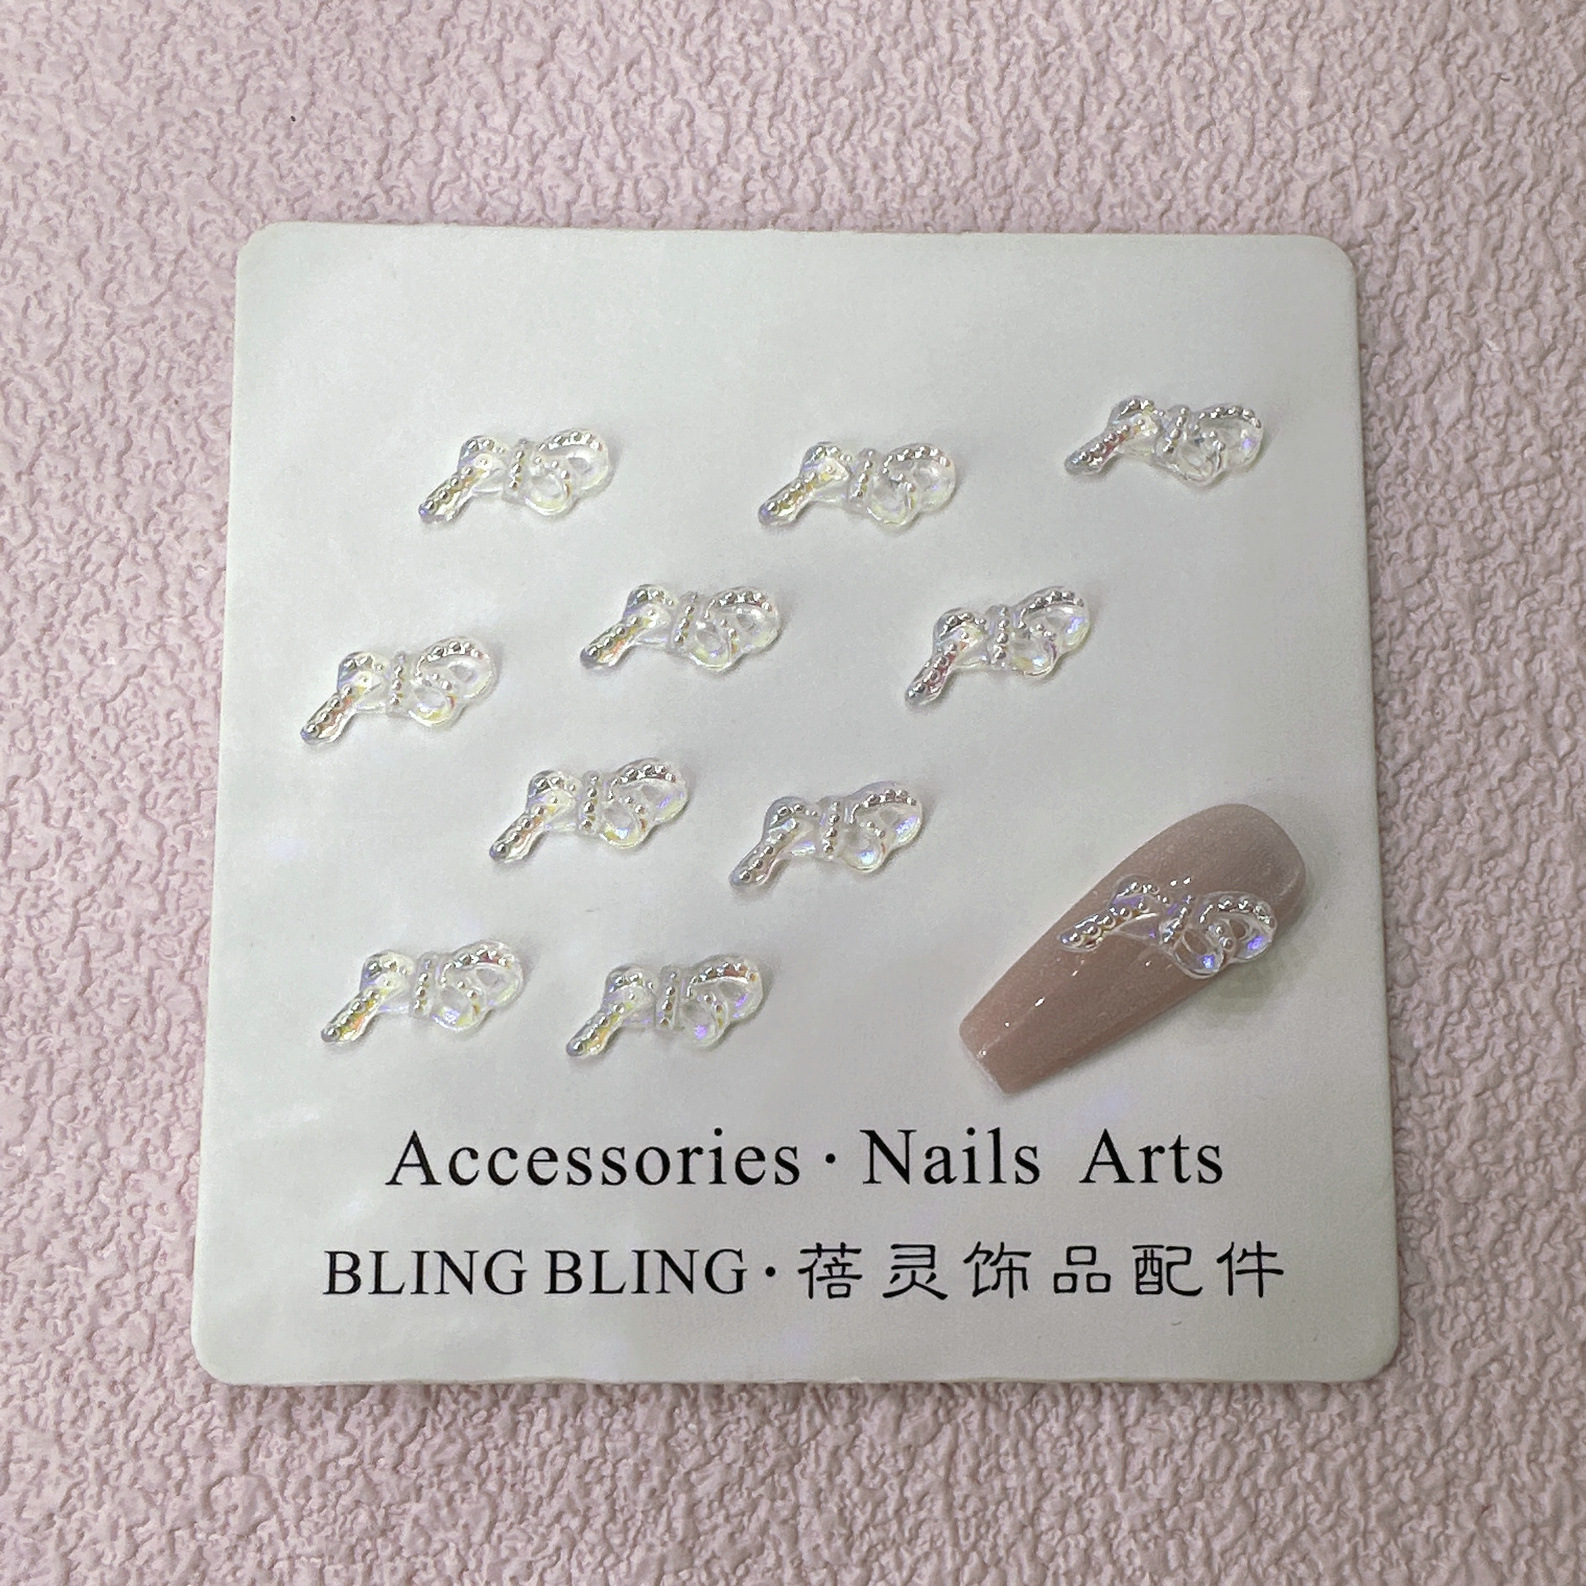 Accessories·Nails Arts
BLING BLING·蓓灵饰品配件